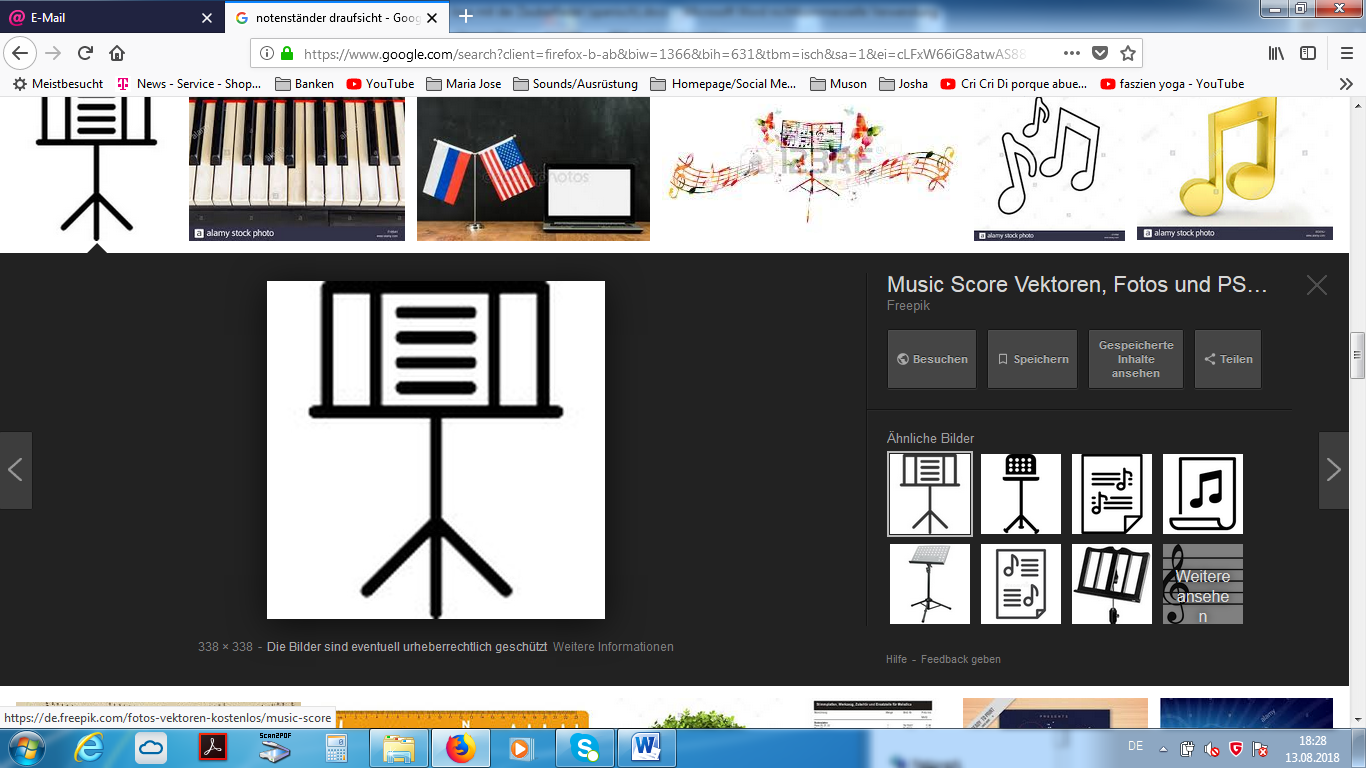 E-Mail
notenständer draufsicht - Goog
https://www.google.com/search?client=firefox-b-ab&biw=1366&bih=631&tbm=isch&sa=1&ei=cLFxW66iG8atwAS88
Meistbesucht
News - Service - Shop...
Banken
YouTube
Maria Jose
Sounds/Ausrüstung
Homepage/Social Me...
Muson
Josha
Cri Cri Di porque abue...
faszien yoga - YouTube
alamy stock photo
alamy stock photo
alamy stock photo
Music Score Vektoren, Fotos und PS...
Freepik
Besuchen
Speichern
Gespeicherte
Inhalte
ansehen
Teilen
Ähnliche Bilder
Weitere
ansehe
n
338 × 338 - Die Bilder sind eventuell urheberrechtlich geschützt Weitere Informationen
Hilfe - Feedback geben
https://de.freepik.com/fotos-vektoren-kostenlos/music-score
Scan2PDF
DE
18:28
13.08.2018